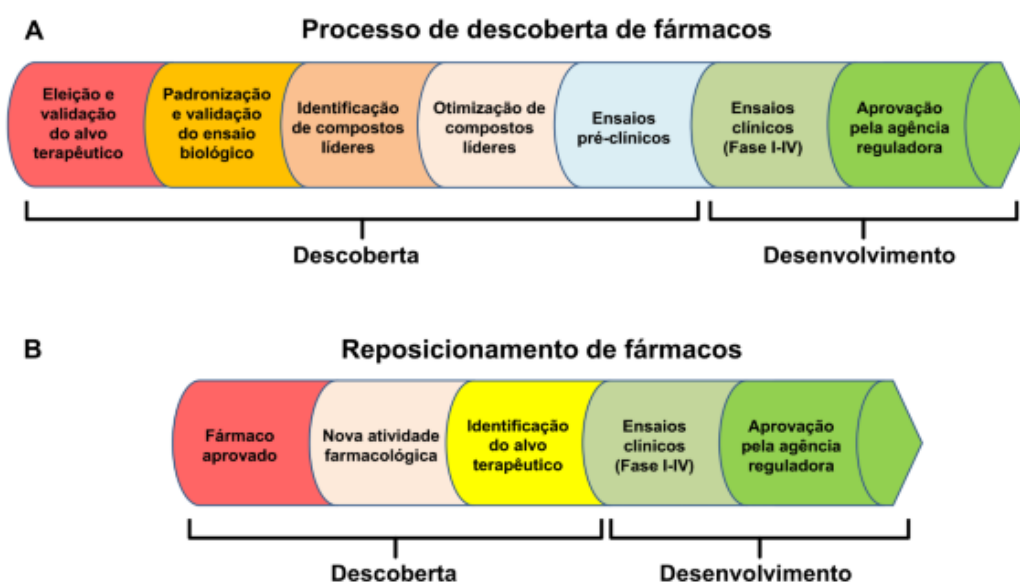 A
Processo de descoberta de fármacos
Eleição e
validação
do alvo
terapêutico
Padronização
e validação
do ensaio
biológico
Identificação
de compostos
líderes
Otimização de
compostos
líderes
Ensaios
pré-clínicos
Ensaios
clínicos
(Fase I-IV)
Aprovação
pela agência
reguladora
Descoberta
Desenvolvimento
B
Reposicionamento de fármacos
Fármaco
aprovado
Nova atividade
farmacológica
Identificação
do alvo
terapêutico
Ensaios
clínicos
(Fase I-IV)
Aprovação
pela agência
reguladora
Descoberta
Desenvolvimento